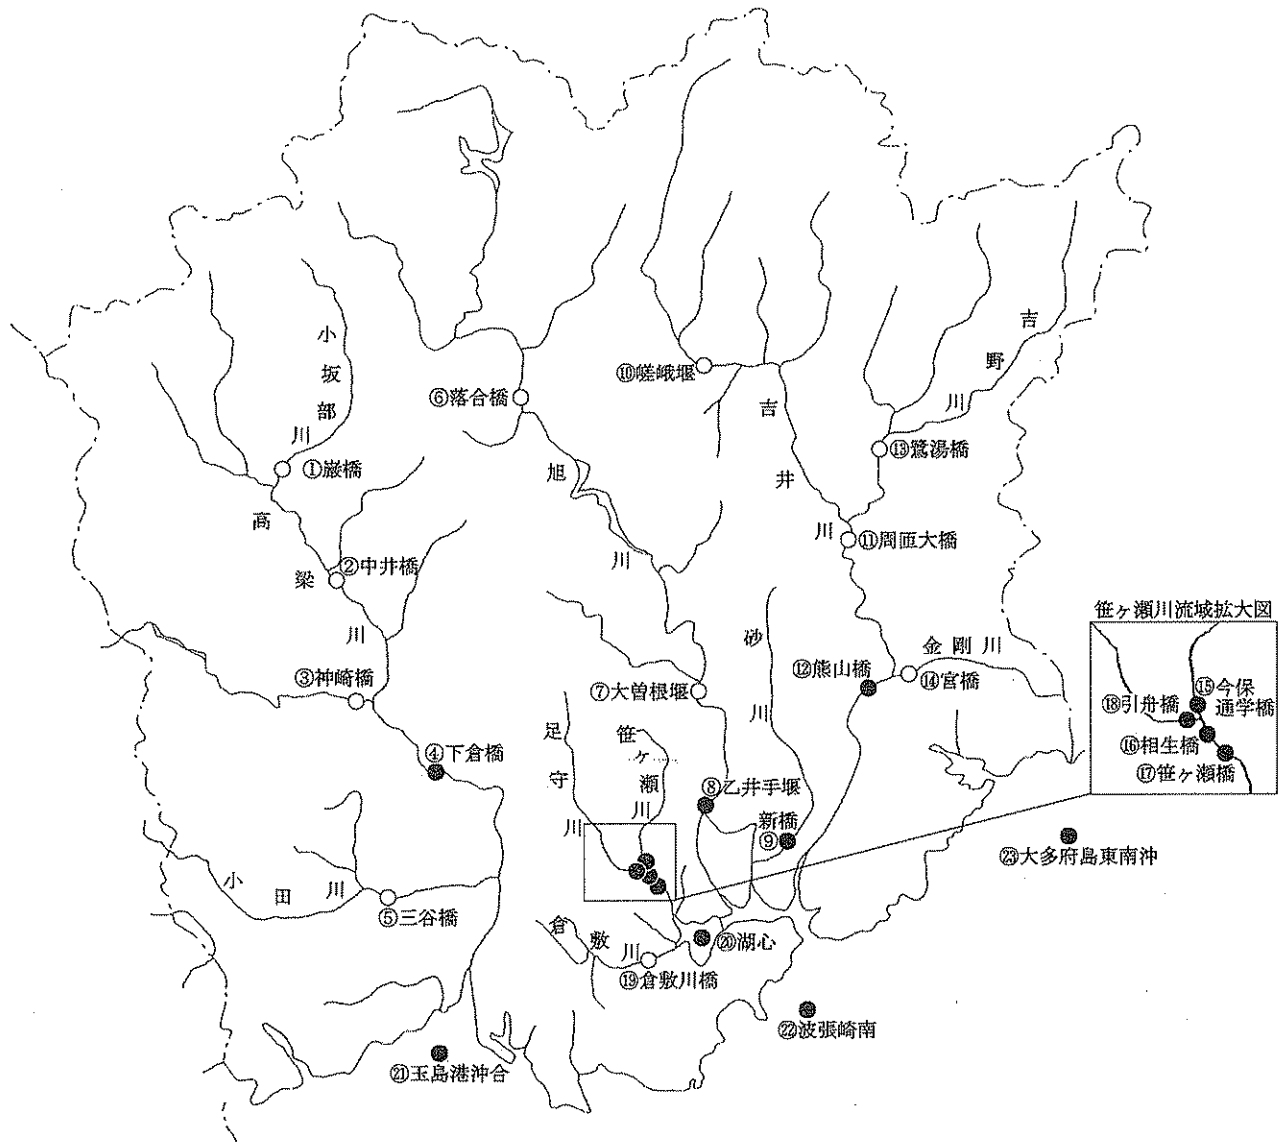 小坂部川
①巌橋
高梁川
②中井橋
③神崎橋
④下倉橋
小田川
⑤三谷橋
⑥落合橋
旭川
⑦大曽根堰
足守川
笹ヶ瀬川
⑧乙井手堰
砂川
新橋
⑨
⑩嵯峨堰
吉井川
吉野川
⑬鷺湯橋
⑪周匝大橋
⑫熊山橋
金剛川
⑭宮橋
笹ヶ瀬川流域拡大図
⑮今保
通学橋
⑱引舟橋
⑯相生橋
⑰笹ヶ瀬橋
倉敷川
⑲倉敷川橋
⑳湖心
㉑玉島港沖合
㉒波張崎南
㉓大多府島東南沖